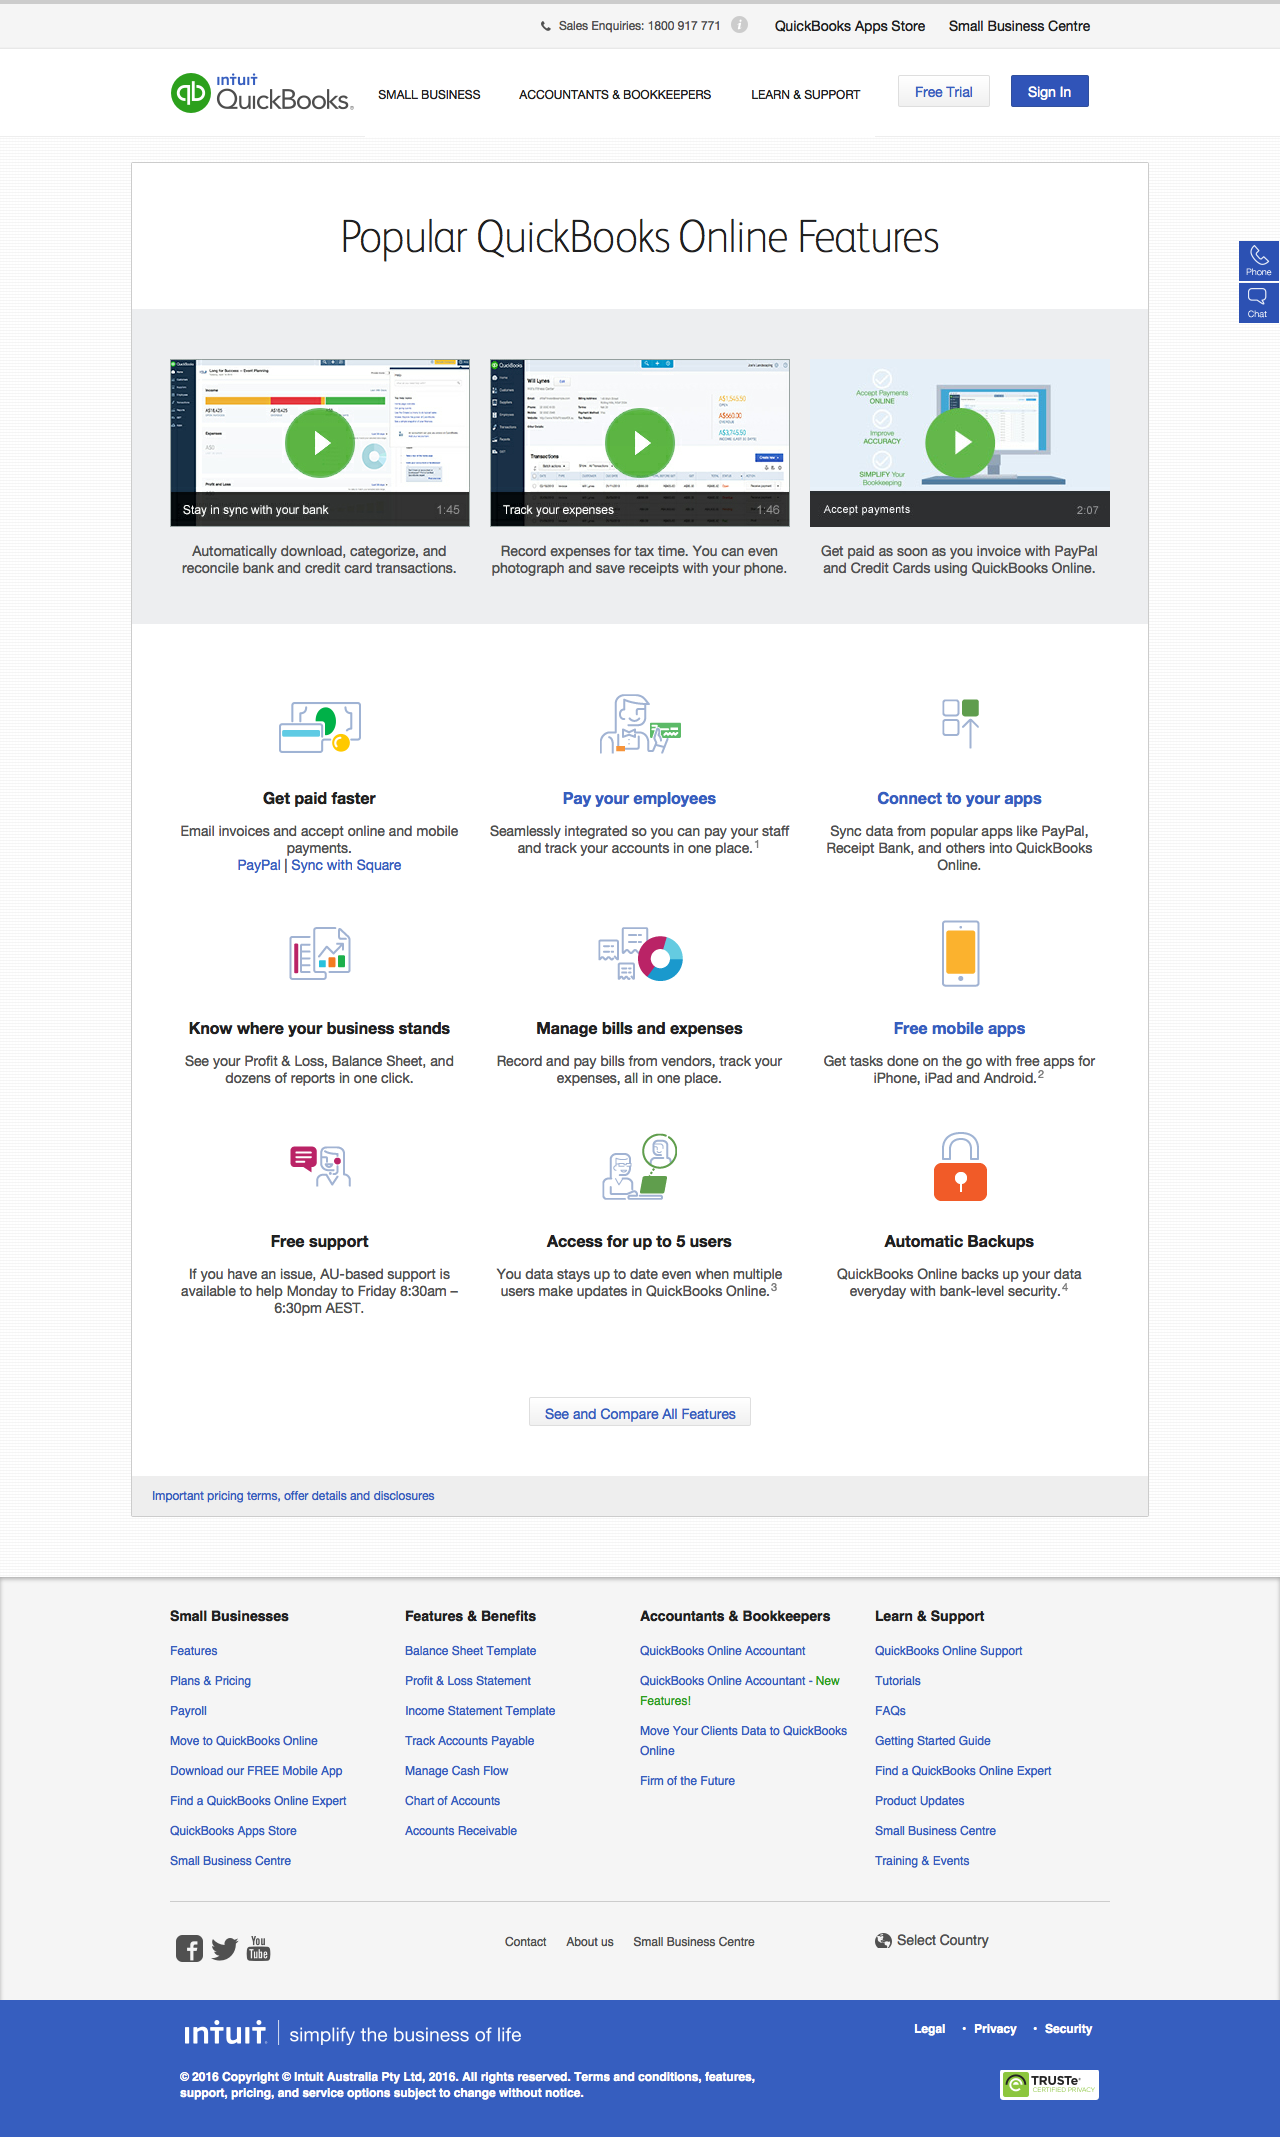 Sales Enquiries: 1800 917 771
QuickBooks Apps Store
Small Business Centre
intuit
QuickBooks.
SMALL BUSINESS
ACCOUNTANTS & BOOKKEEPERS
LEARN & SUPPORT
Free Trial
Sign In
Popular QuickBooks Online Features
Phone
Chat
Stay in sync with your bank 1:45
Automatically download, categorize, and
reconcile bank and credit card transactions.
Will Lynes
Transactions
Track your expenses 1:46
Record expenses for tax time. You can even
photograph and save receipts with your phone.
Accept Payments
ONLINE
Improve
ACCURACY
SIMPLIFY Your
Bookkeeping
Accept payments 2:07
Get paid as soon as you invoice with PayPal
and Credit Cards using QuickBooks Online.
Get paid faster
Email invoices and accept online and mobile
payments.
PayPal | Sync with Square
Pay your employees
Seamlessly integrated so you can pay your staff
and track your accounts in one place.1
Connect to your apps
Sync data from popular apps like PayPal,
Receipt Bank, and others into QuickBooks
Online.
Know where your business stands
See your Profit & Loss, Balance Sheet, and
dozens of reports in one click.
Manage bills and expenses
Record and pay bills from vendors, track your
expenses, all in one place.
Free mobile apps
Get tasks done on the go with free apps for
iPhone, iPad and Android.2
Free support
If you have an issue, AU-based support is
available to help Monday to Friday 8:30am –
6:30pm AEST.
Access for up to 5 users
You data stays up to date even when multiple
users make updates in QuickBooks Online.3
Automatic Backups
QuickBooks Online backs up your data
everyday with bank-level security.4
See and Compare All Features
Important pricing terms, offer details and disclosures
Small Businesses
Features
Plans & Pricing
Payroll
Move to QuickBooks Online
Download our FREE Mobile App
Find a QuickBooks Online Expert
QuickBooks Apps Store
Small Business Centre
Features & Benefits
Balance Sheet Template
Profit & Loss Statement
Income Statement Template
Track Accounts Payable
Manage Cash Flow
Chart of Accounts
Accounts Receivable
Accountants & Bookkeepers
QuickBooks Online Accountant
QuickBooks Online Accountant - New
Features!
Move Your Clients Data to QuickBooks
Online
Firm of the Future
Learn & Support
QuickBooks Online Support
Tutorials
FAQs
Getting Started Guide
Find a QuickBooks Online Expert
Product Updates
Small Business Centre
Training & Events
You
Tube
Contact
About us
Small Business Centre
Select Country
intuit. | simplify the business of life
Legal • Privacy • Security
© 2016 Copyright © Intuit Australia Pty Ltd, 2016. All rights reserved. Terms and conditions, features,
support, pricing, and service options subject to change without notice.
TRUSTe
CERTIFIED PRIVACY